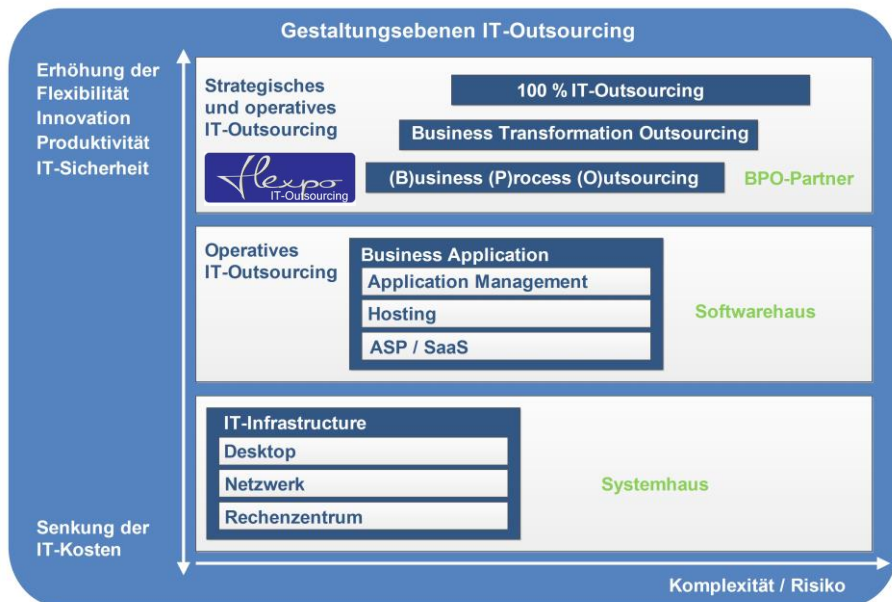 Gestaltungsebenen IT-Outsourcing
Erhöhung der
Flexibilität
Innovation
Produktivität
IT-Sicherheit
Strategisches
und operatives
IT-Outsourcing
flexpo
IT-Outsourcing
100 % IT-Outsourcing
Business Transformation Outsourcing
(B)usiness (P)rocess (O)utsourcing
BPO-Partner
Operatives
IT-Outsourcing
Business Application
Application Management
Hosting
ASP / SaaS
Softwarehaus
IT-Infrastructure
Desktop
Netzwerk
Rechenzentrum
Systemhaus
Senkung der
IT-Kosten
Komplexität / Risiko